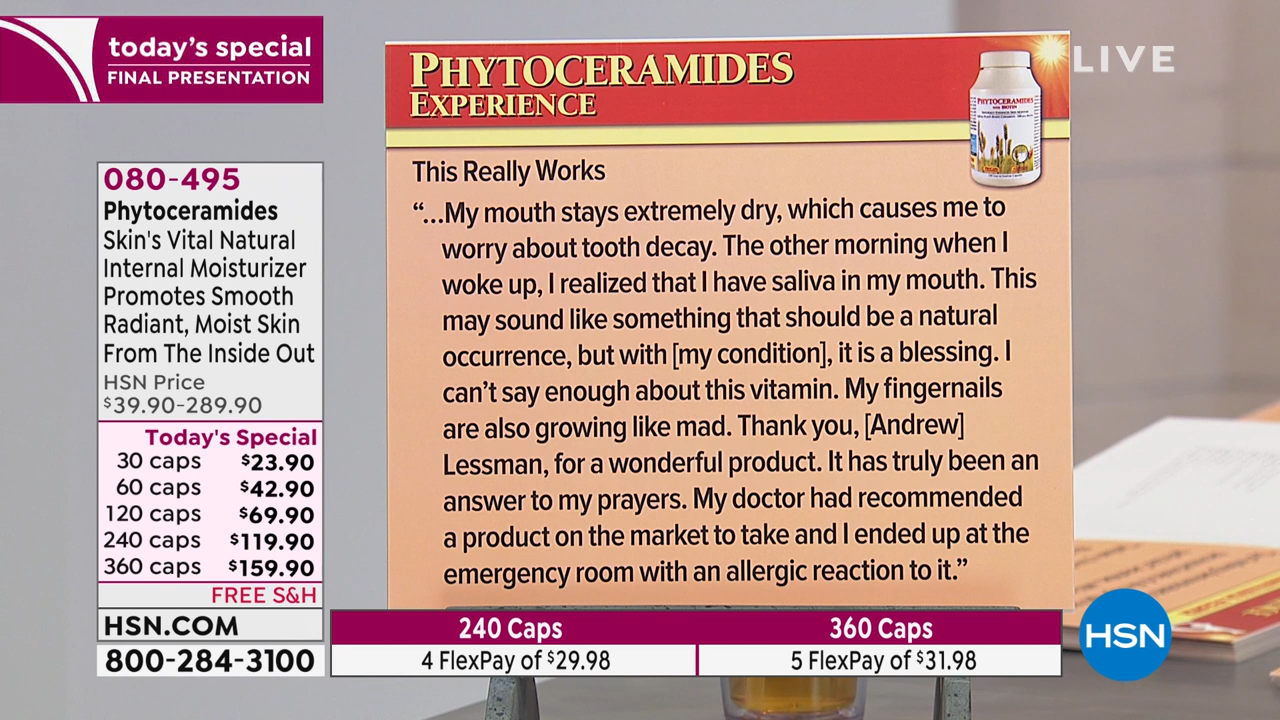 today's special
FINAL PRESENTATION
LIVE
PHYTOCERAMIDES
EXPERIENCE
PHYTOCERAMIDES
WITH BIOTIN
This Really Works
“...My mouth stays extremely dry, which causes me to
worry about tooth decay. The other morning when I
woke up, I realized that I have saliva in my mouth. This
may sound like something that should be a natural
occurrence, but with [my condition], it is a blessing. I
can’t say enough about this vitamin. My fingernails
are also growing like mad. Thank you, [Andrew]
Lessman, for a wonderful product. It has truly been an
answer to my prayers. My doctor had recommended
a product on the market to take and I ended up at the
emergency room with an allergic reaction to it.”
080-495
Phytoceramides
Skin's Vital Natural
Internal Moisturizer
Promotes Smooth
Radiant, Moist Skin
From The Inside Out
HSN Price
$39.90-289.90
Today's Special
30 caps $23.90
60 caps $42.90
120 caps $69.90
240 caps $119.90
360 caps $159.90
FREE S&H
HSN.COM
800-284-3100
240 Caps 360 Caps
4 FlexPay of $29.98 5 FlexPay of $31.98
HSN